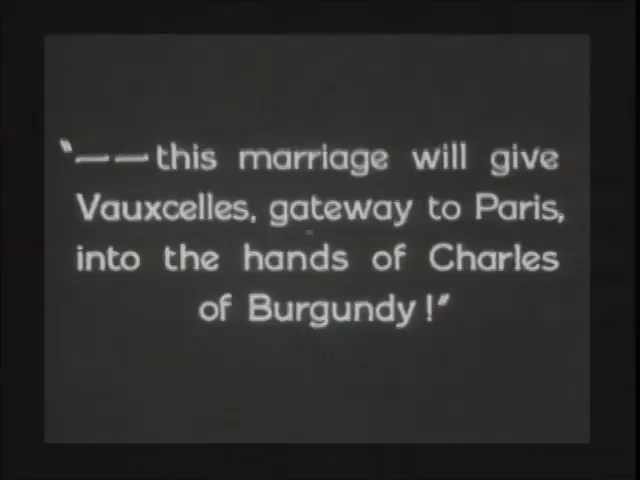 "——this marriage will give
Vauxcelles, gateway to Paris,
into the hands of Charles
of Burgundy!"